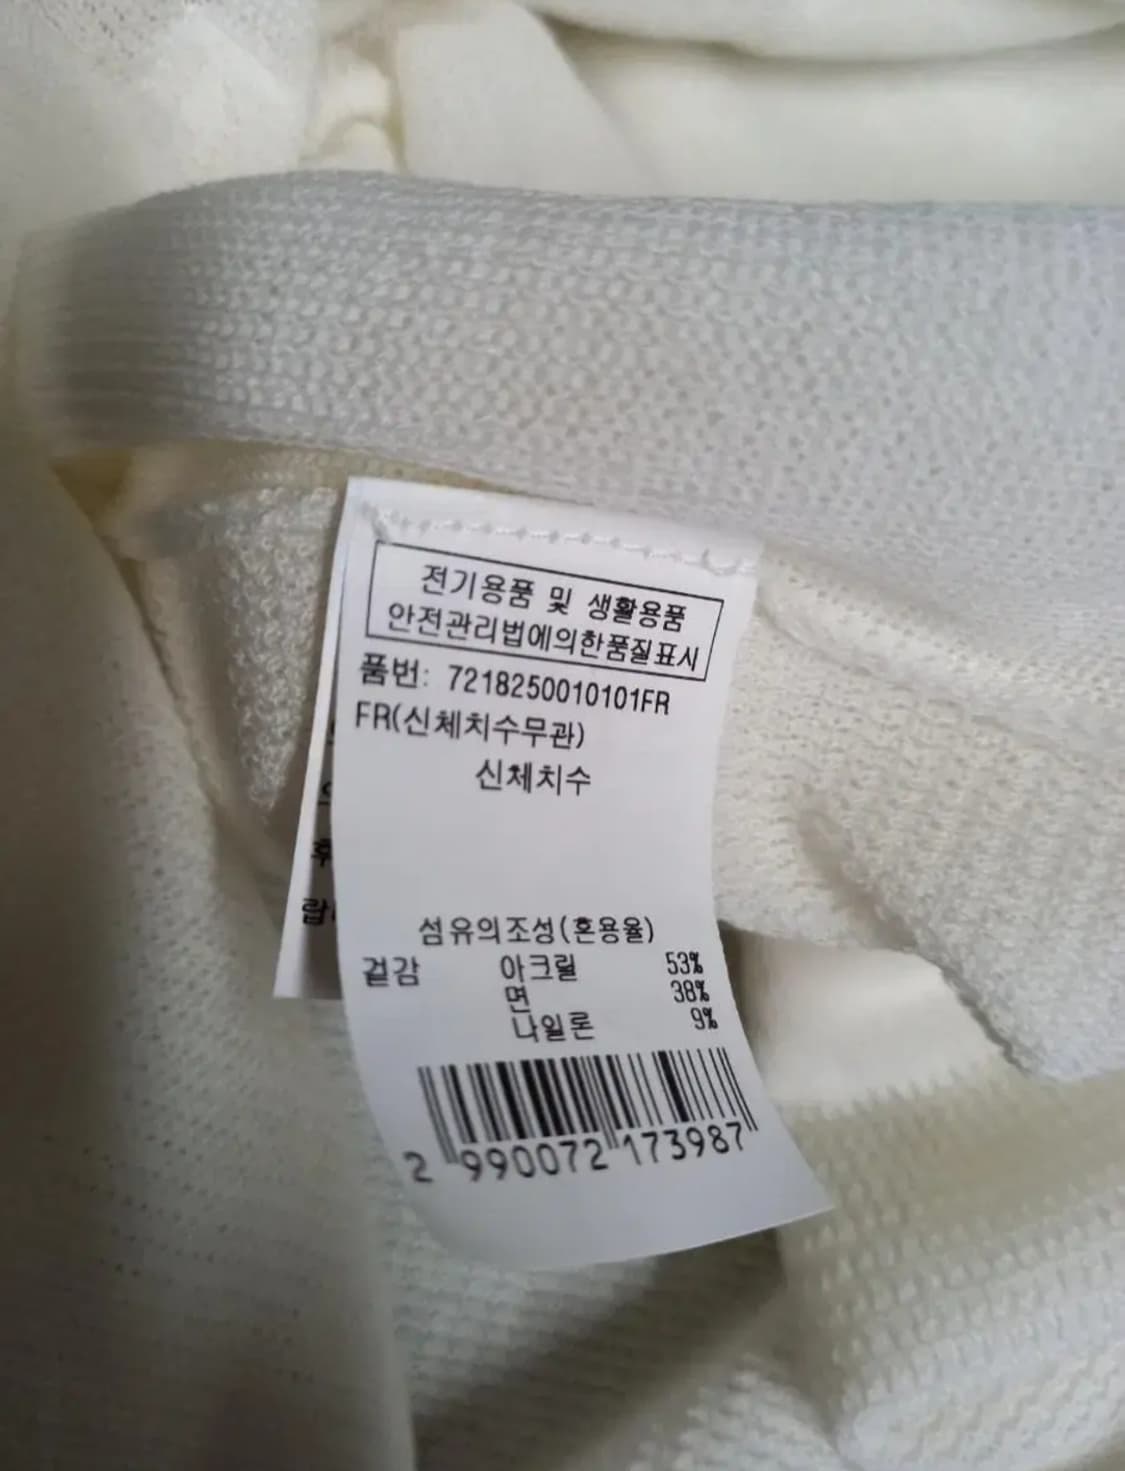 전기용품 및 생활용품
안전관리법에의한품질표시
품번: 7218250010101FR
FR(신체치수무관)
신체치수
섬유의조성(혼용율)
겉감 아크릴 53%
면 38%
나일론 9%
2 990072 173987